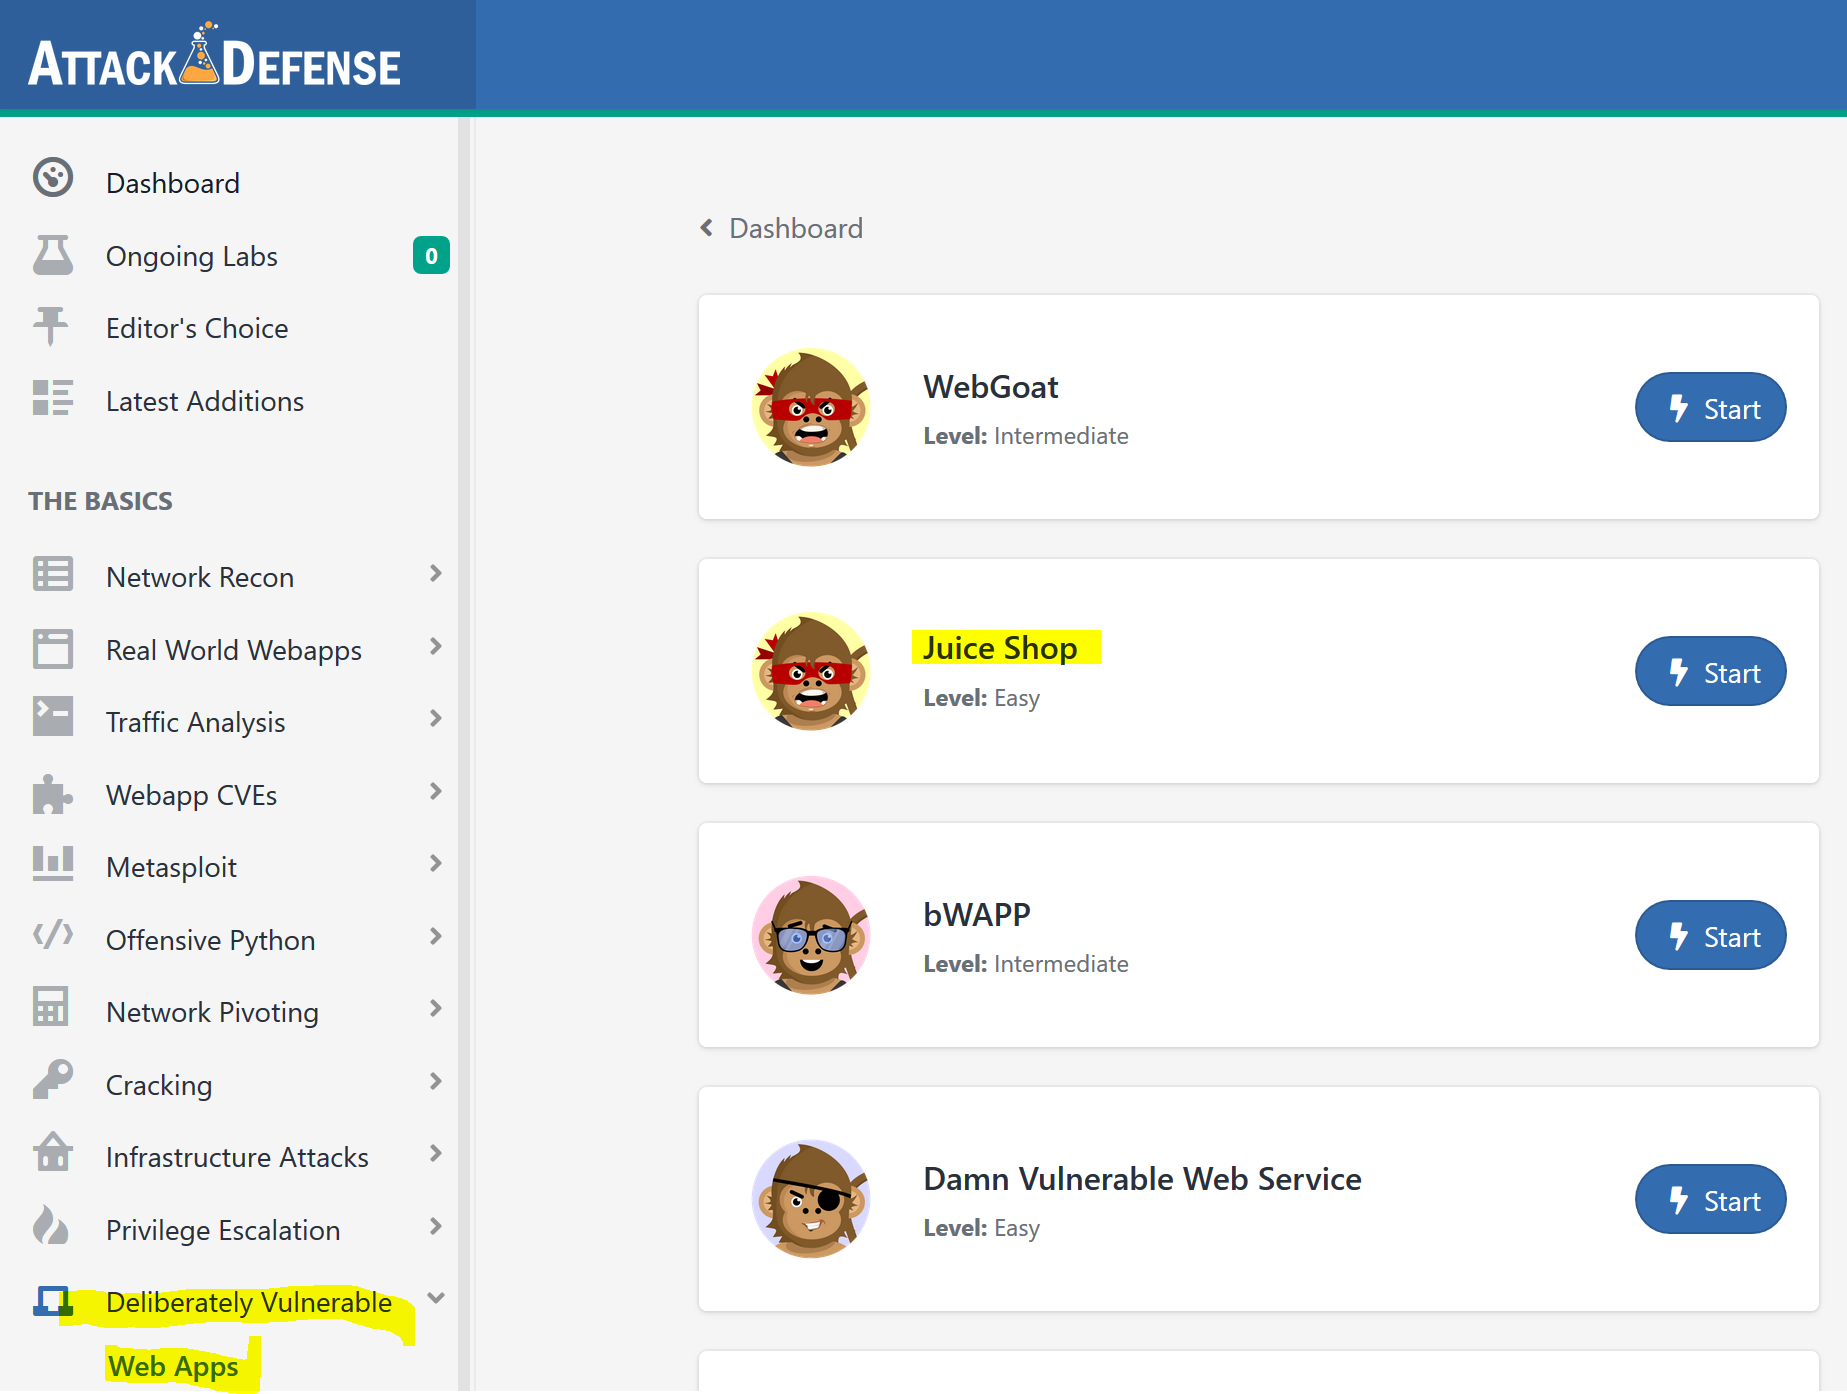 ATTACK DEFENSE
Dashboard
Ongoing Labs 0
Editor's Choice
Latest Additions
THE BASICS
Network Recon
Real World Webapps
Traffic Analysis
Webapp CVEs
Metasploit
Offensive Python
Network Pivoting
Cracking
Infrastructure Attacks
Privilege Escalation
Deliberately Vulnerable
Web Apps
Dashboard
WebGoat
Level: Intermediate
Start
Juice Shop
Level: Easy
Start
bWAPP
Level: Intermediate
Start
Damn Vulnerable Web Service
Level: Easy
Start